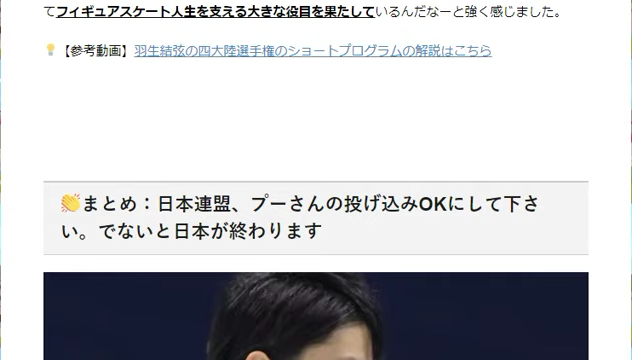 てフィギュアスケート人生を支える大きな役目を果たしているんだなーと強く感じました。
【参考動画】羽生結弦の四大陸選手権のショートプログラムの解説はこちら
まとめ：日本連盟、プーさんの投げ込みOKにして下さ
い。でないと日本が終わります